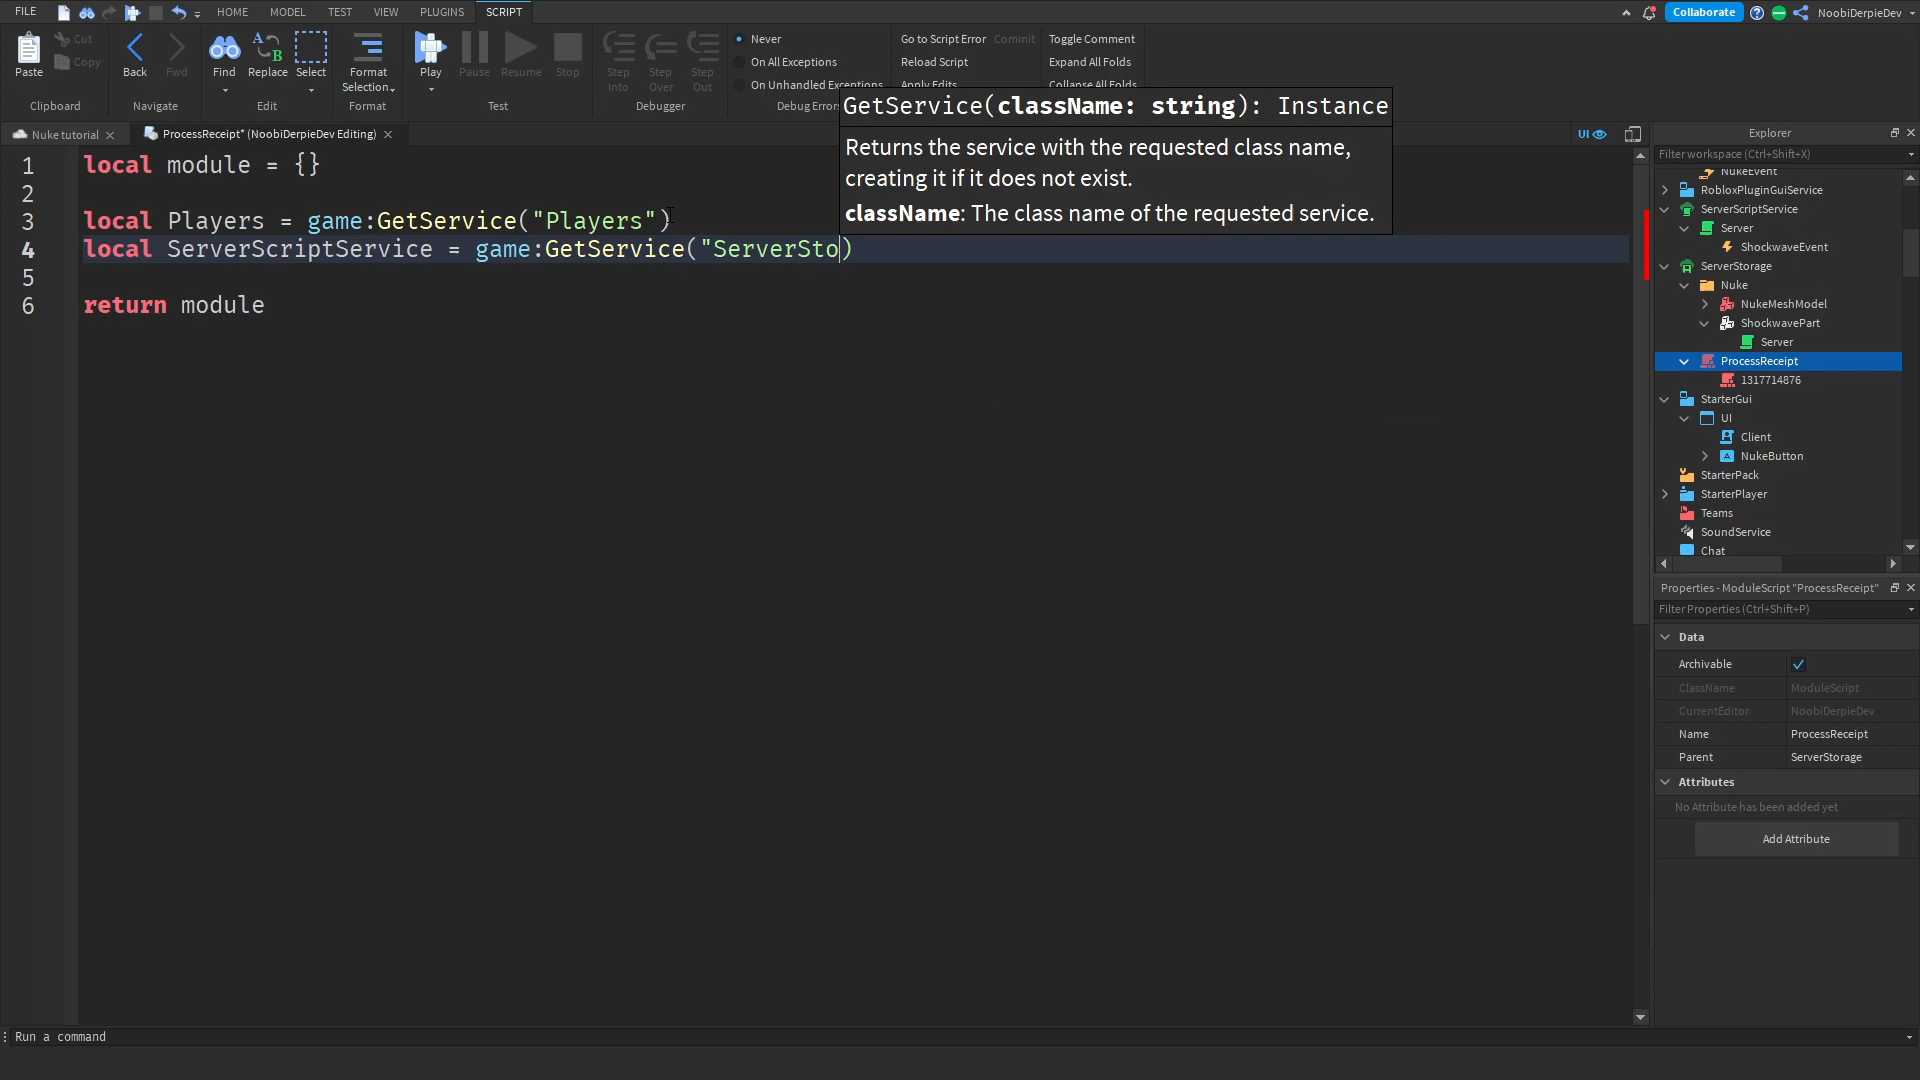 FILE HOME MODEL TEST VIEW PLUGINS SCRIPT Collaborate NoobiDerpieDev
Paste Cut Copy Clipboard
Back Fwd Navigate
Find Replace Select Edit
Format Selection Format
Play Pause Resume Stop Test
Step Into Step Over Step Out Debugger
Never
On All Exceptions
On Unhandled Exceptions
Debug Errors
Go to Script Error Commit
Reload Script
Apply Edits
Toggle Comment
Expand All Folds
Collapse All Folds
Nuke tutorial ProcessReceipt* (NoobiDerpieDev Editing) UI
GetService(className: string): Instance
Returns the service with the requested class name,
creating it if it does not exist.
className: The class name of the requested service.
1 local module = {}
2
3 local Players = game:GetService("Players")
4 local ServerScriptService = game:GetService("ServerSto)
5
6 return module
Explorer
Filter workspace (Ctrl+Shift+X)
NukeEvent
RobloxPluginGuiService
ServerScriptService
Server
ShockwaveEvent
ServerStorage
Nuke
NukeMeshModel
ShockwavePart
Server
ProcessReceipt
1317714876
StarterGui
UI
Client
NukeButton
StarterPack
StarterPlayer
Teams
SoundService
Chat
Properties - ModuleScript "ProcessReceipt"
Filter Properties (Ctrl+Shift+P)
Data
Archivable
ClassName ModuleScript
CurrentEditor NoobiDerpieDev
Name ProcessReceipt
Parent ServerStorage
Attributes
No Attribute has been added yet
Add Attribute
Run a command